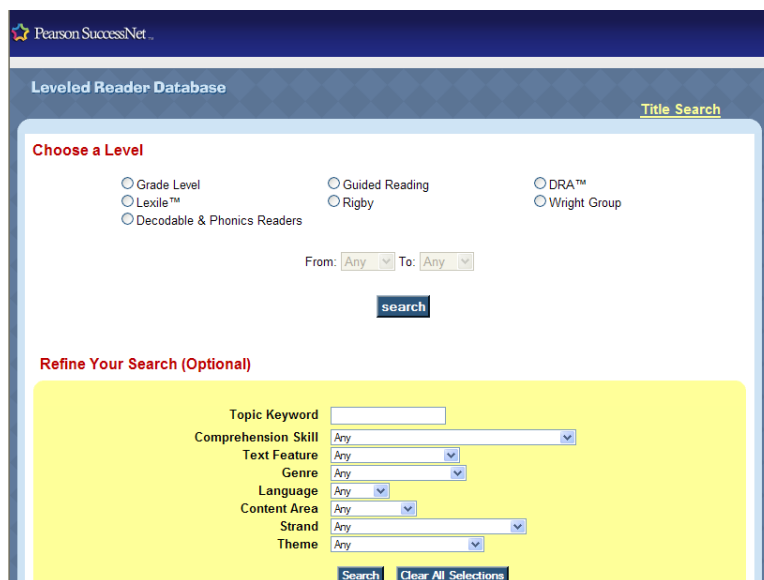 Pearson SuccessNet™
Leveled Reader Database
Title Search
Choose a Level
Grade Level Guided Reading DRA™
Lexile™ Rigby Wright Group
Decodable & Phonics Readers
From: Any To: Any
search
Refine Your Search (Optional)
Topic Keyword
Comprehension Skill Any
Text Feature Any
Genre Any
Language Any
Content Area Any
Strand Any
Theme Any
Search Clear All Selections